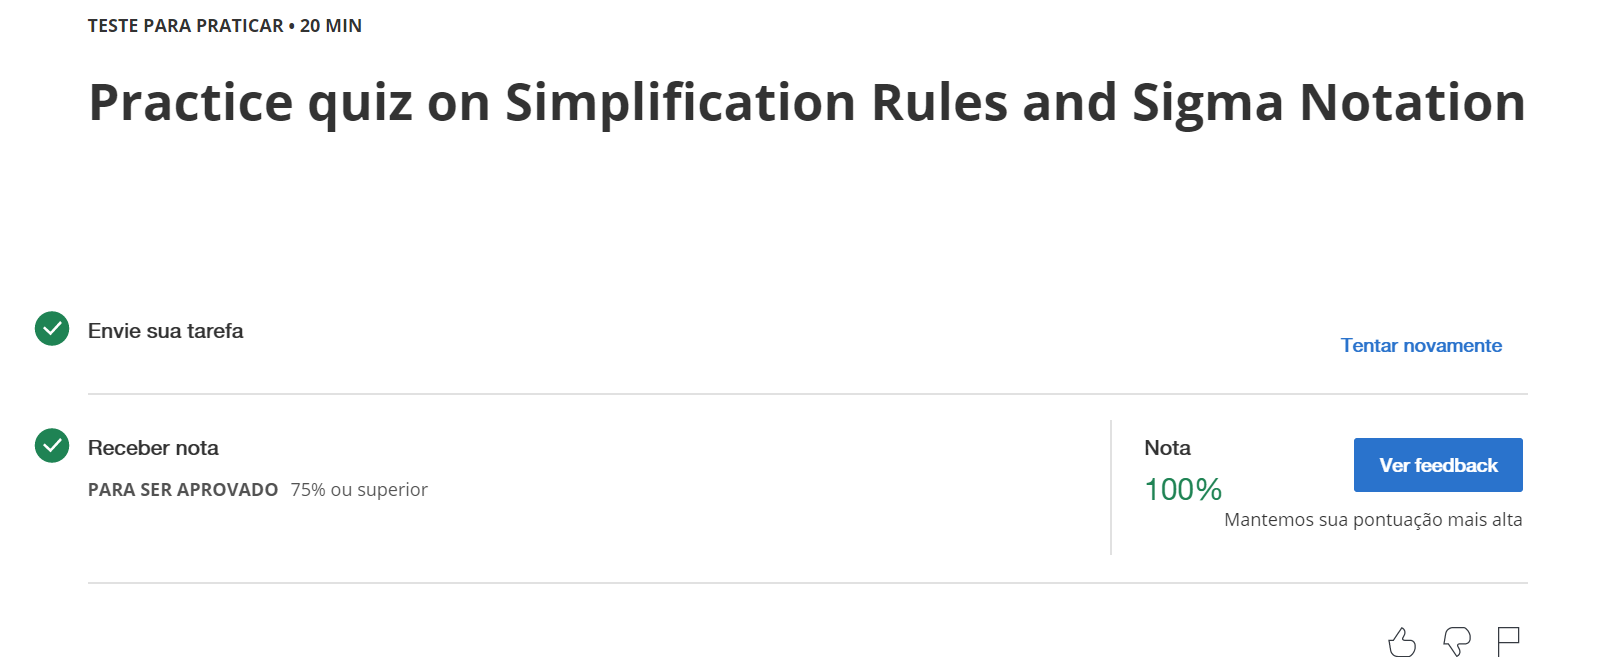 TESTE PARA PRATICAR • 20 MIN
Practice quiz on Simplification Rules and Sigma Notation
Envie sua tarefa
Tentar novamente
Receber nota
PARA SER APROVADO 75% ou superior
Nota
100%
Ver feedback
Mantemos sua pontuação mais alta